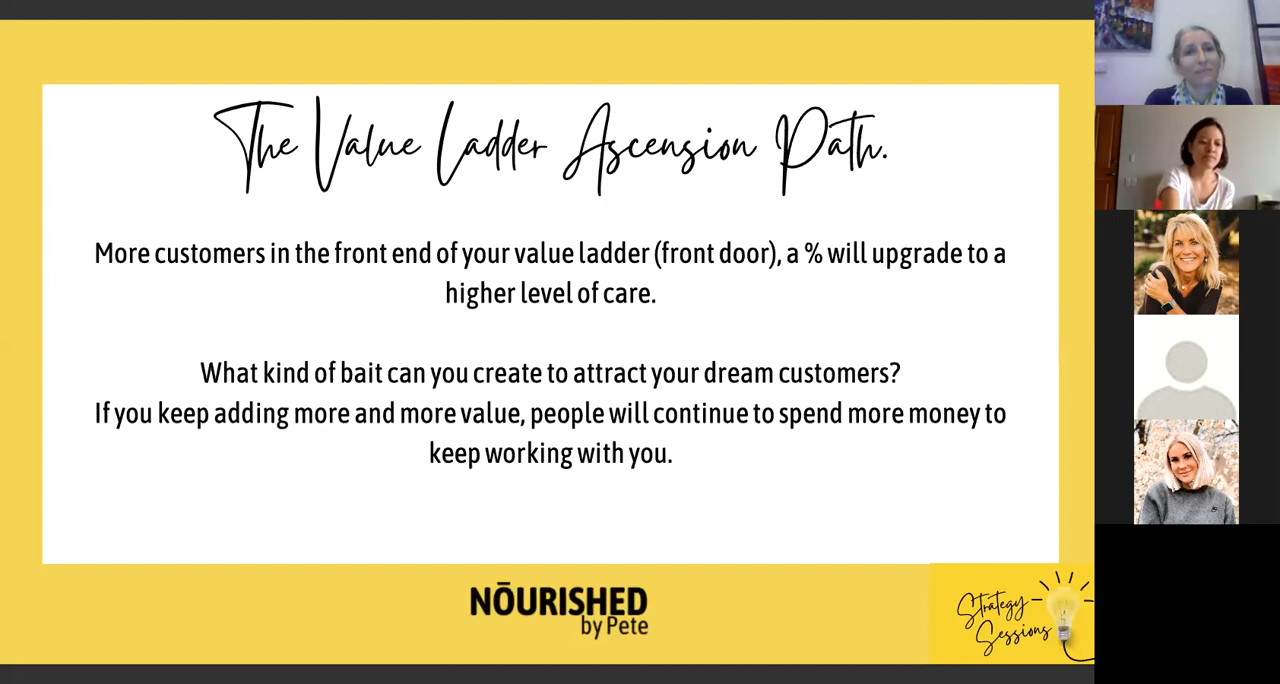 The Value Ladder Ascension Path.
More customers in the front end of your value ladder (front door), a % will upgrade to a
higher level of care.
What kind of bait can you create to attract your dream customers?
If you keep adding more and more value, people will continue to spend more money to
keep working with you.
NŌURISHED
by Pete
Strategy
Sessions